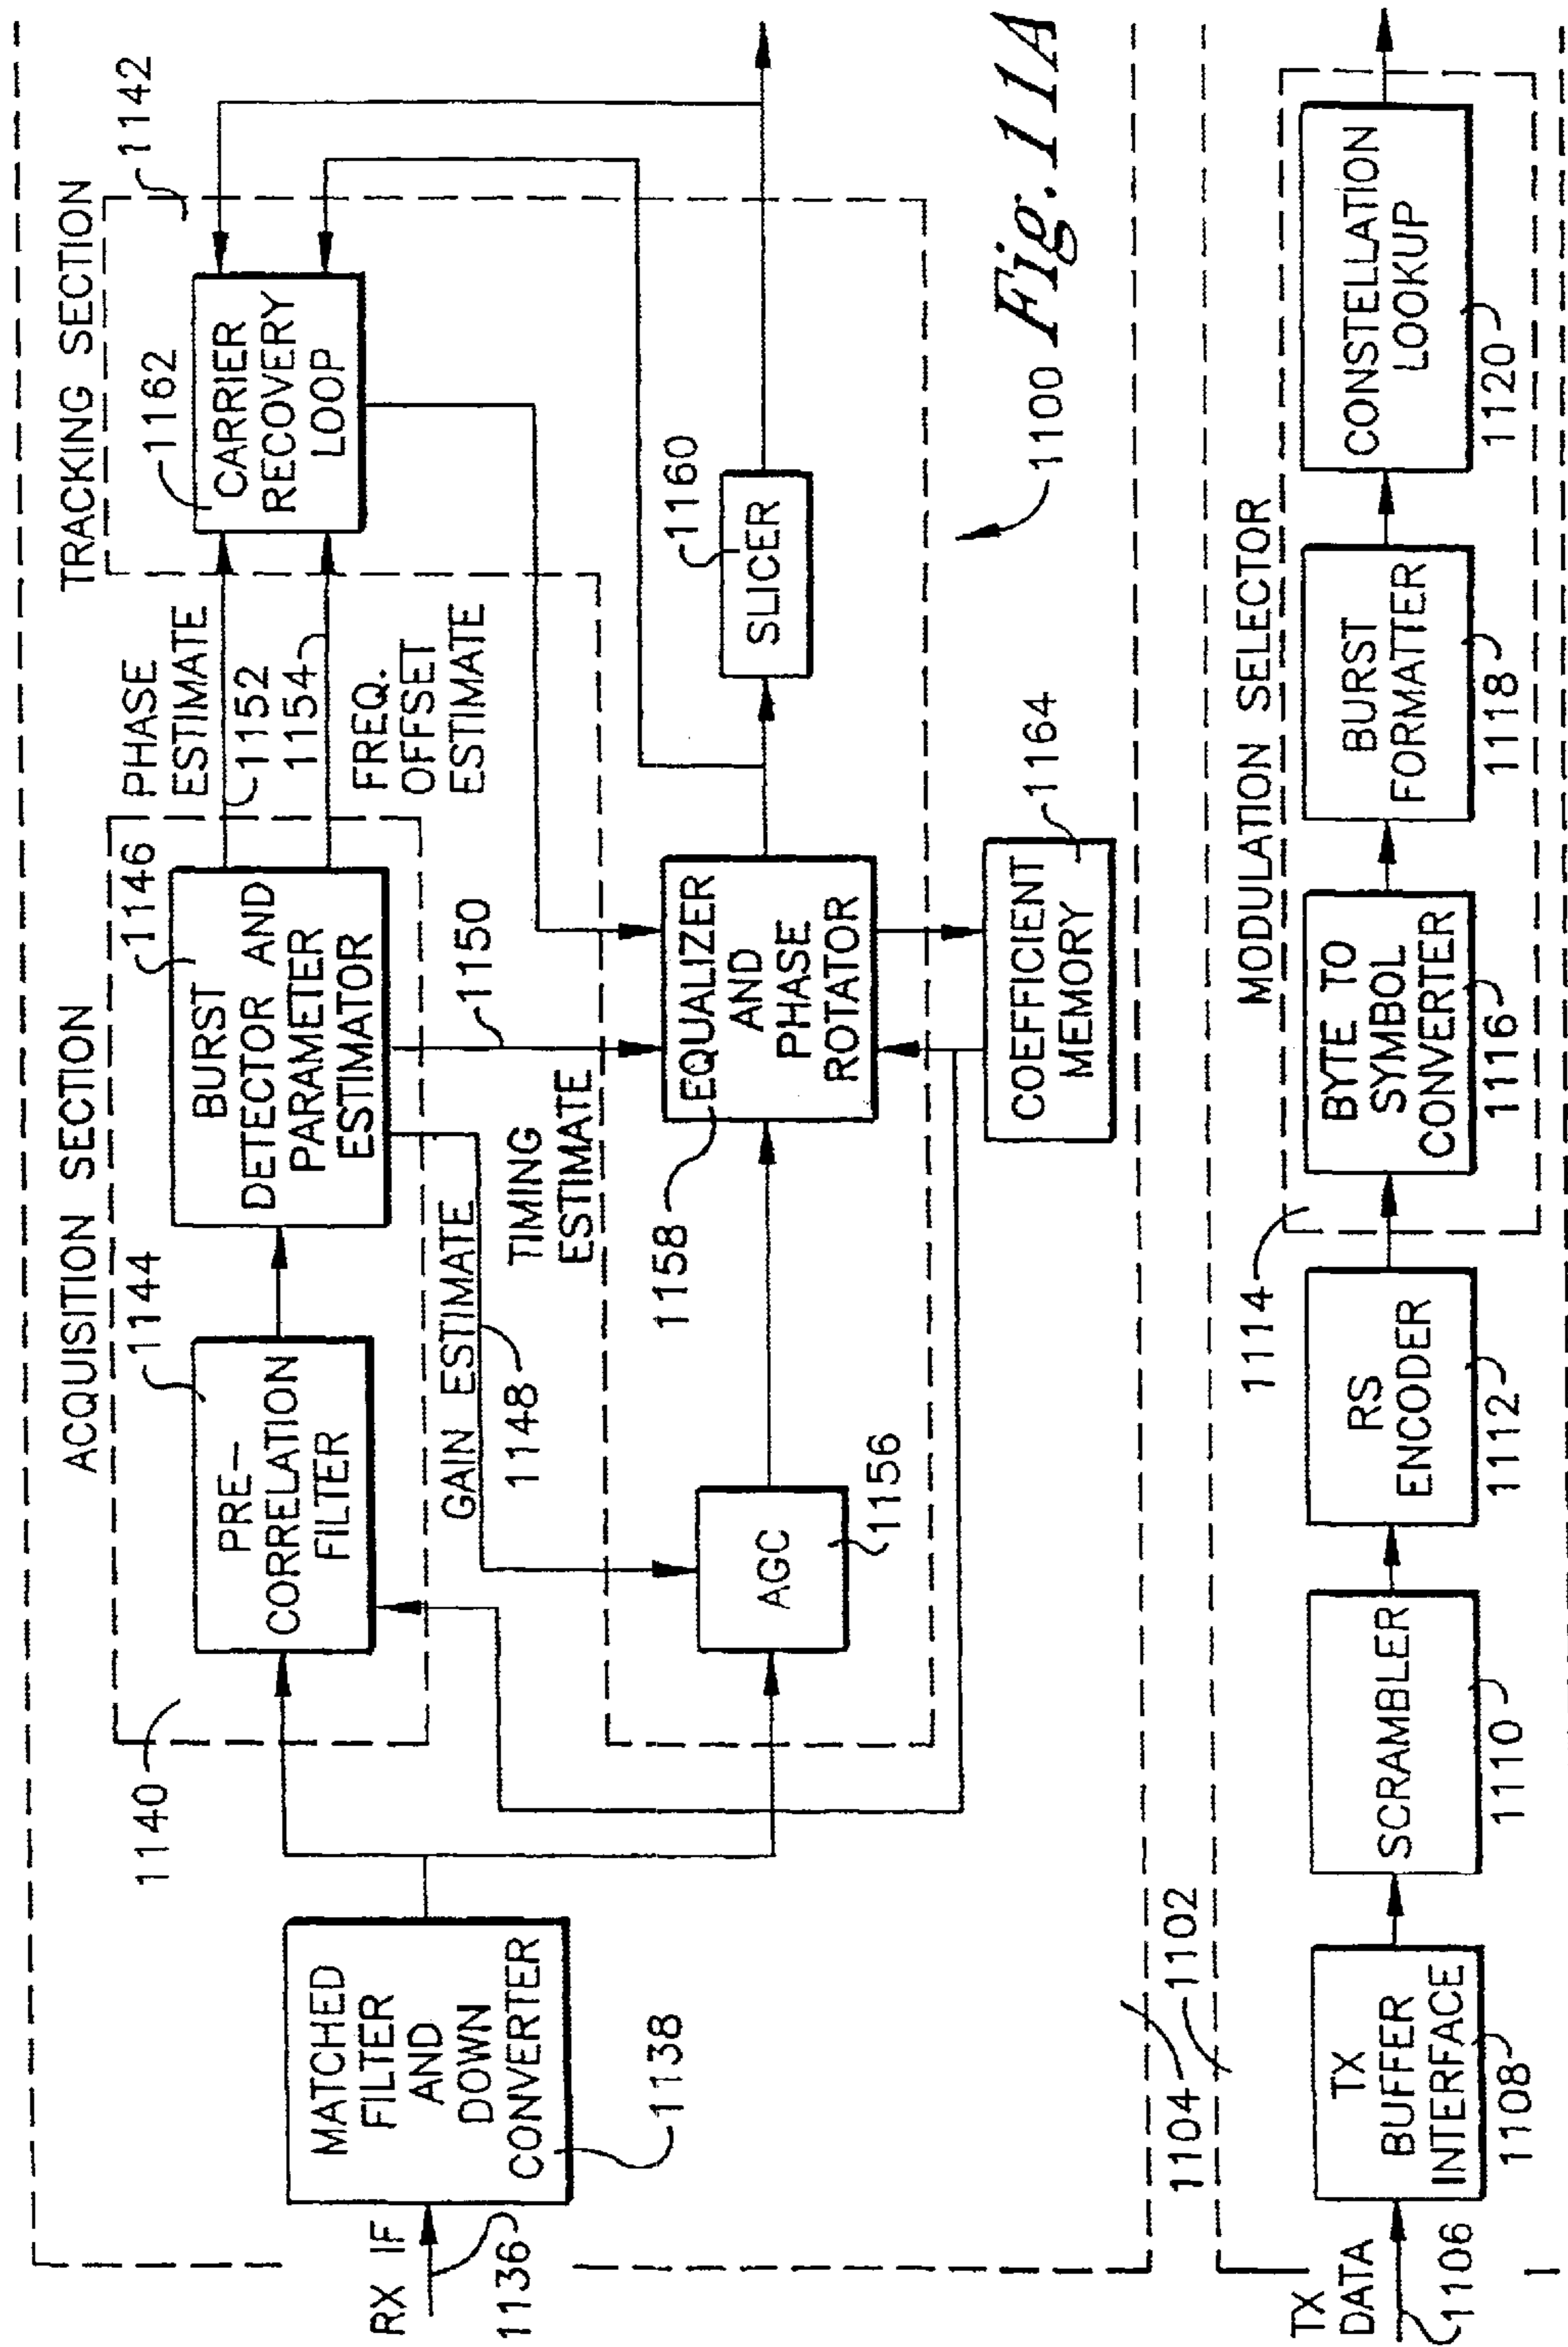 RX IF
1136
MATCHED
FILTER
AND
DOWN
CONVERTER
1138
1140
ACQUISITION SECTION
1144
PRE-
CORRELATION
FILTER
1146
BURST
DETECTOR AND
PARAMETER
ESTIMATOR
GAIN ESTIMATE
1148
TIMING
ESTIMATE
1150
PHASE
ESTIMATE
1152
1154
FREQ.
OFFSET
ESTIMATE
TRACKING SECTION
1142
1162
CARRIER
RECOVERY
LOOP
AGC
1156
1158
EQUALIZER
AND
PHASE
ROTATOR
1160
SLICER
COEFFICIENT
MEMORY
1164
1100
Fig. 11A
1104
1102
TX
DATA
1106
TX
BUFFER
INTERFACE
1108
SCRAMBLER
1110
RS
ENCODER
1112
1114
MODULATION SELECTOR
BYTE TO
SYMBOL
CONVERTER
1116
BURST
FORMATTER
1118
CONSTELLATION
LOOKUP
1120